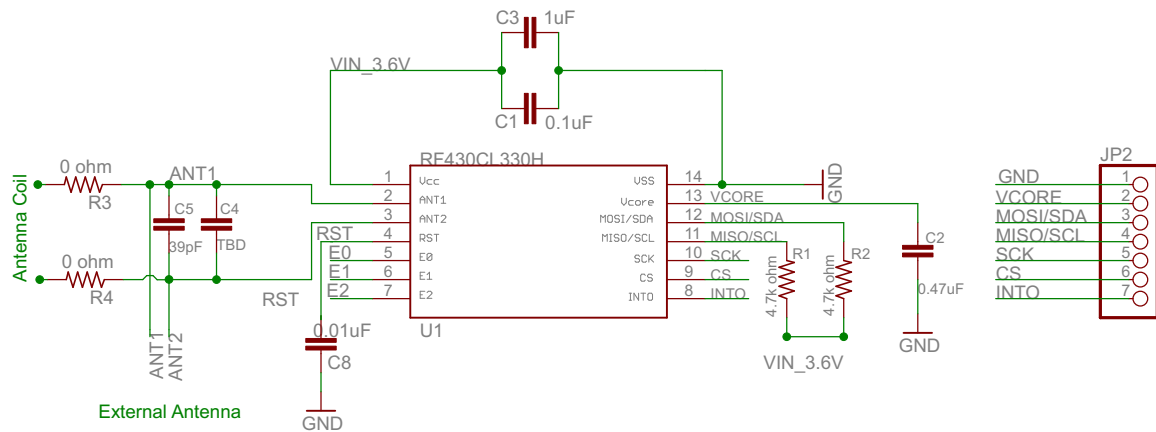 C3 1uF
VIN_3.6V
C1 0.1uF
RF430CL330H
1 Vcc
2 ANT1
3 ANT2
4 RST
5 E0
6 E1
7 E2
VSS 14
Vcore 13
MOSI/SDA 12
MISO/SCL 11
SCK 10
CS 9
INTO 8
U1
Antenna Coil
0 ohm
R3
ANT1
C5
39pF
C4
TBD
0 ohm
R4
RST
RST
E0
E1
E2
ANT1
ANT2
External Antenna
0.01uF
C8
GND
GND
VCORE
MOSI/SDA
MISO/SCL
SCK
CS
INTO
R1
4.7k ohm
R2
4.7k ohm
VIN_3.6V
C2
0.47uF
GND
JP2
GND 1
VCORE 2
MOSI/SDA 3
MISO/SCL 4
SCK 5
CS 6
INTO 7